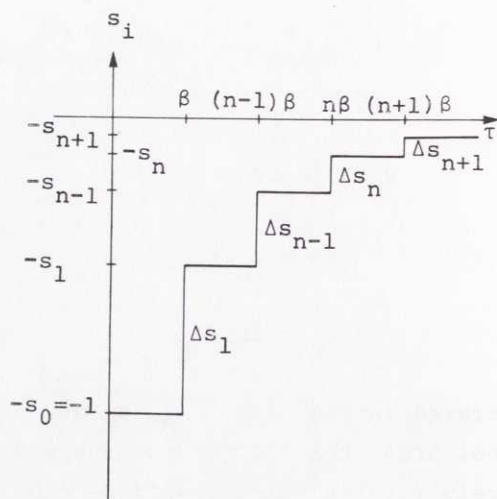 s_i
β (n-1)β nβ (n+1)β
τ
-s_{n+1}
-s_n
Δs_{n+1}
Δs_n
-s_{n-1}
Δs_{n-1}
-s_1
Δs_1
-s_0=-1